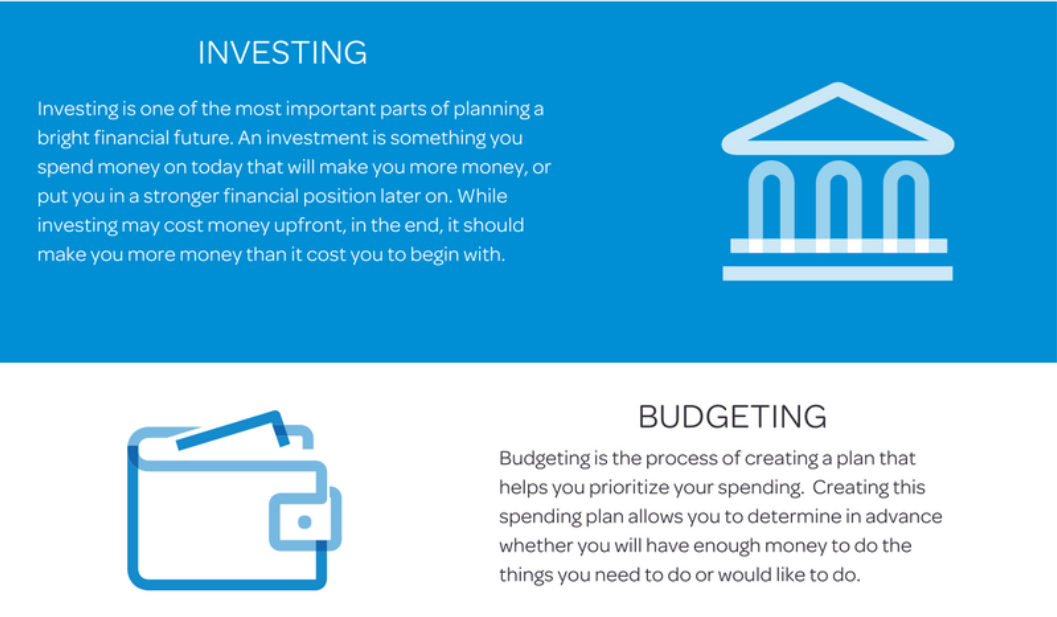 INVESTING
Investing is one of the most important parts of planning a
bright financial future. An investment is something you
spend money on today that will make you more money, or
put you in a stronger financial position later on. While
investing may cost money upfront, in the end, it should
make you more money than it cost you to begin with.
BUDGETING
Budgeting is the process of creating a plan that
helps you prioritize your spending.  Creating this
spending plan allows you to determine in advance
whether you will have enough money to do the
things you need to do or would like to do.